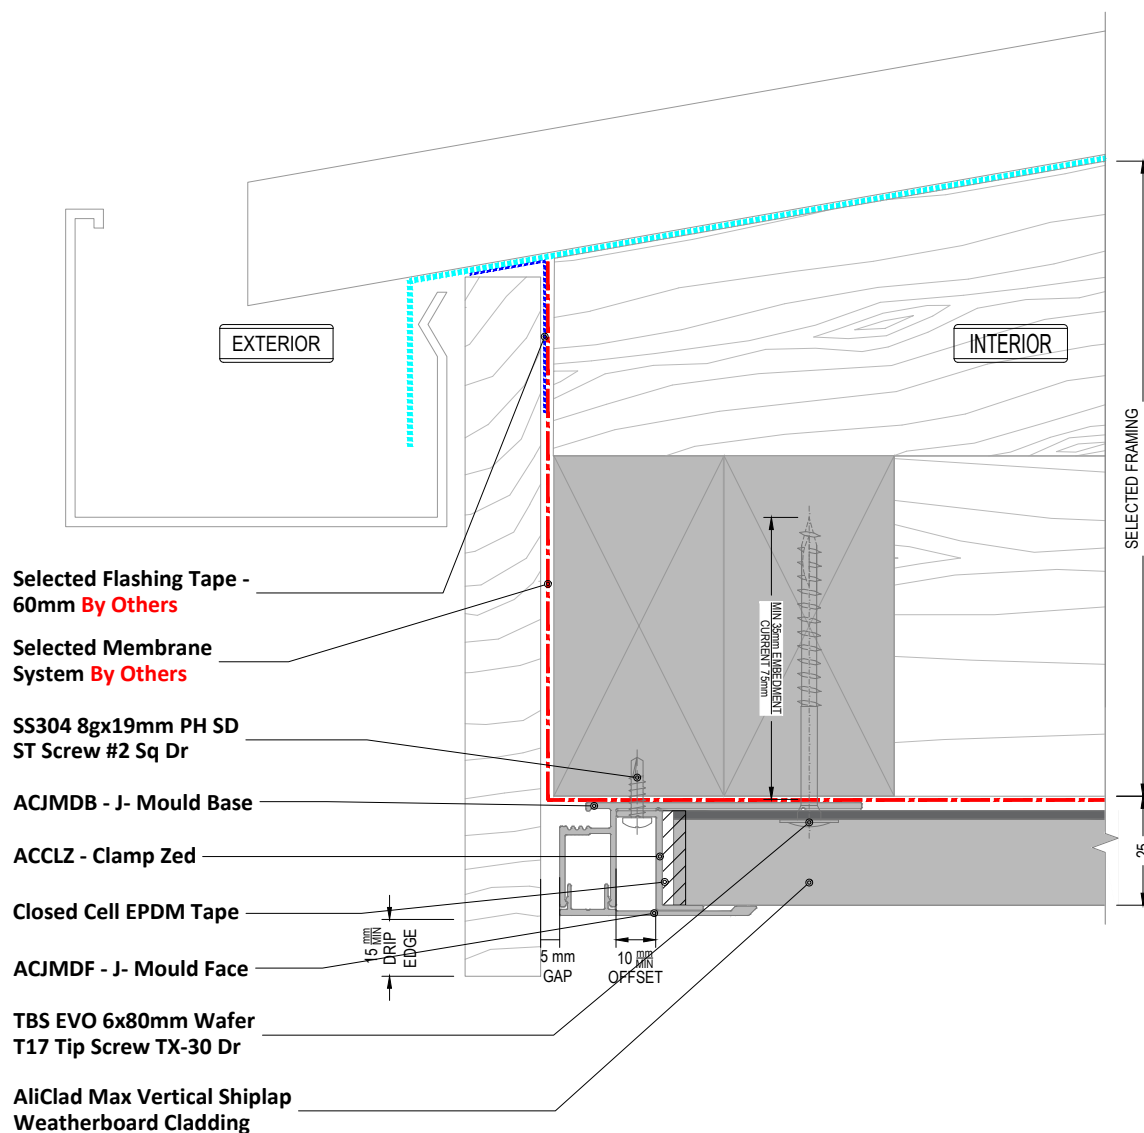 EXTERIOR
INTERIOR
SELECTED FRAMING
MIN 35mm EMBEDMENT
CURRENT 75mm
25
Selected Flashing Tape -
60mm By Others
Selected Membrane
System By Others
SS304 8gx19mm PH SD
ST Screw #2 Sq Dr
ACJMDB - J- Mould Base
ACCLZ - Clamp Zed
Closed Cell EPDM Tape
ACJMDF - J- Mould Face
TBS EVO 6x80mm Wafer
T17 Tip Screw TX-30 Dr
AliClad Max Vertical Shiplap
Weatherboard Cladding
15 mm MIN
DRIP
EDGE
5 mm
GAP
10 mm MIN
OFFSET